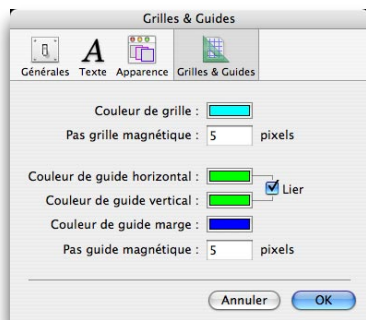 Grilles & Guides
Générales Texte Apparence Grilles & Guides
Couleur de grille :
Pas grille magnétique : 5 pixels
Couleur de guide horizontal :
Lier
Couleur de guide vertical :
Couleur de guide marge :
Pas guide magnétique : 5 pixels
Annuler OK